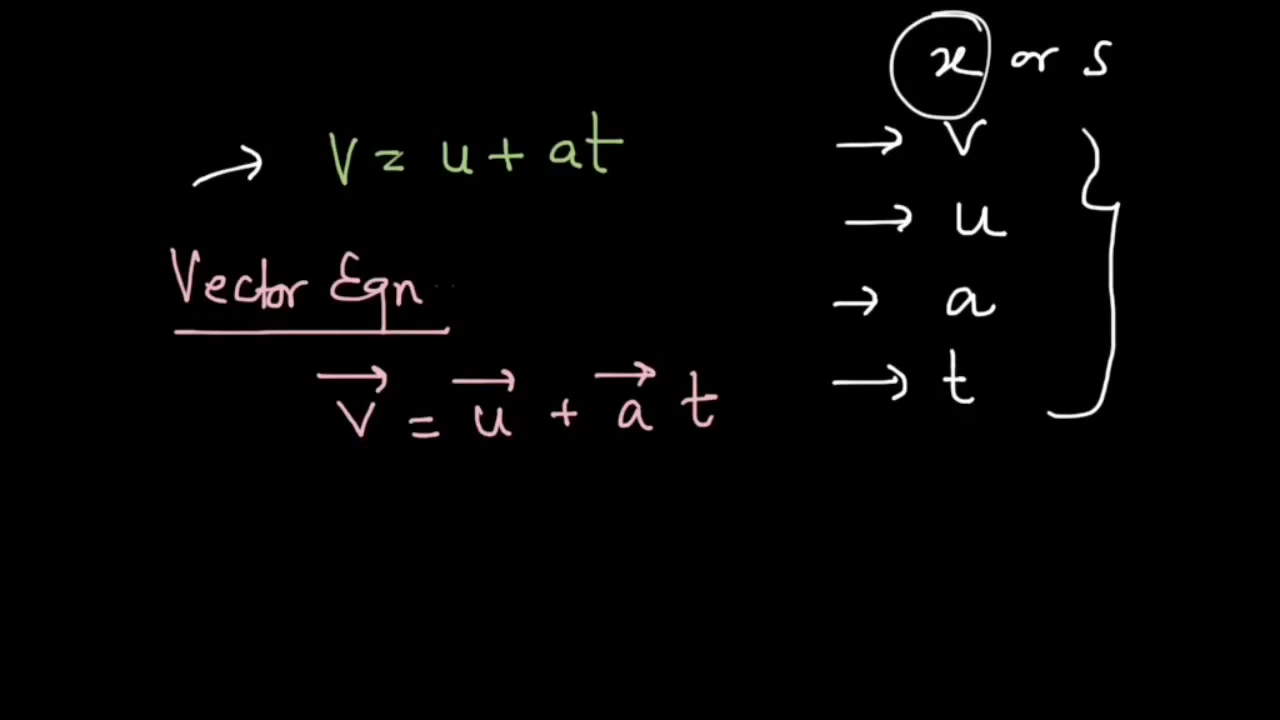 x or s
v = u + at
v
u
Vector Eqn
a
v⃗ = u⃗ + a⃗ t
t